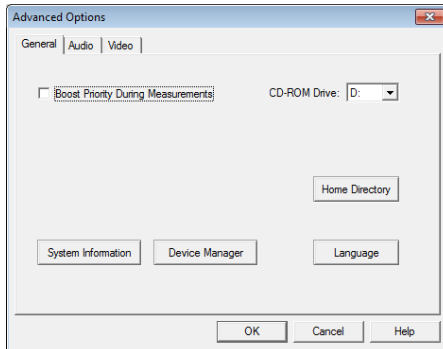 Advanced Options
General Audio Video
Boost Priority During Measurements CD-ROM Drive: D:
Home Directory
System Information Device Manager Language
OK Cancel Help